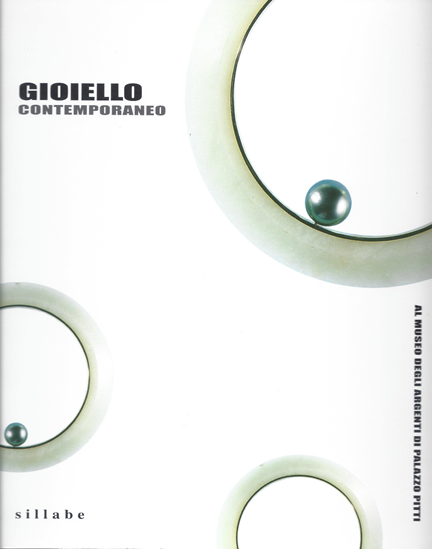 GIOIELLO
CONTEMPORANEO
AL MUSEO DEGLI ARGENTI DI PALAZZO PITTI
sillabe